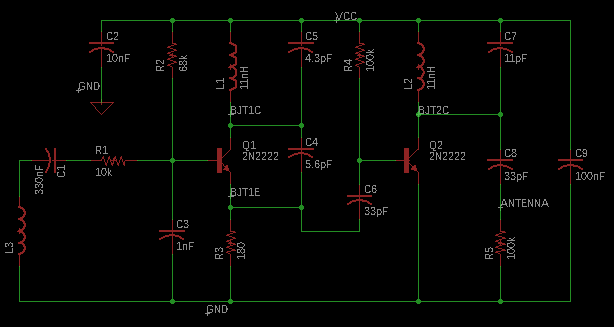 VCC
C2
10nF
GND
R2
68k
L1
11nH
C5
4.3pF
R4
100k
L2
11nH
C7
11pF
BJT1C
BJT2C
C1
330nF
R1
10k
Q1
2N2222
C4
5.6pF
Q2
2N2222
C8
33pF
C9
100nF
BJT1E
C6
33pF
ANTENNA
L3
C3
1nF
R3
180
R5
100k
GND